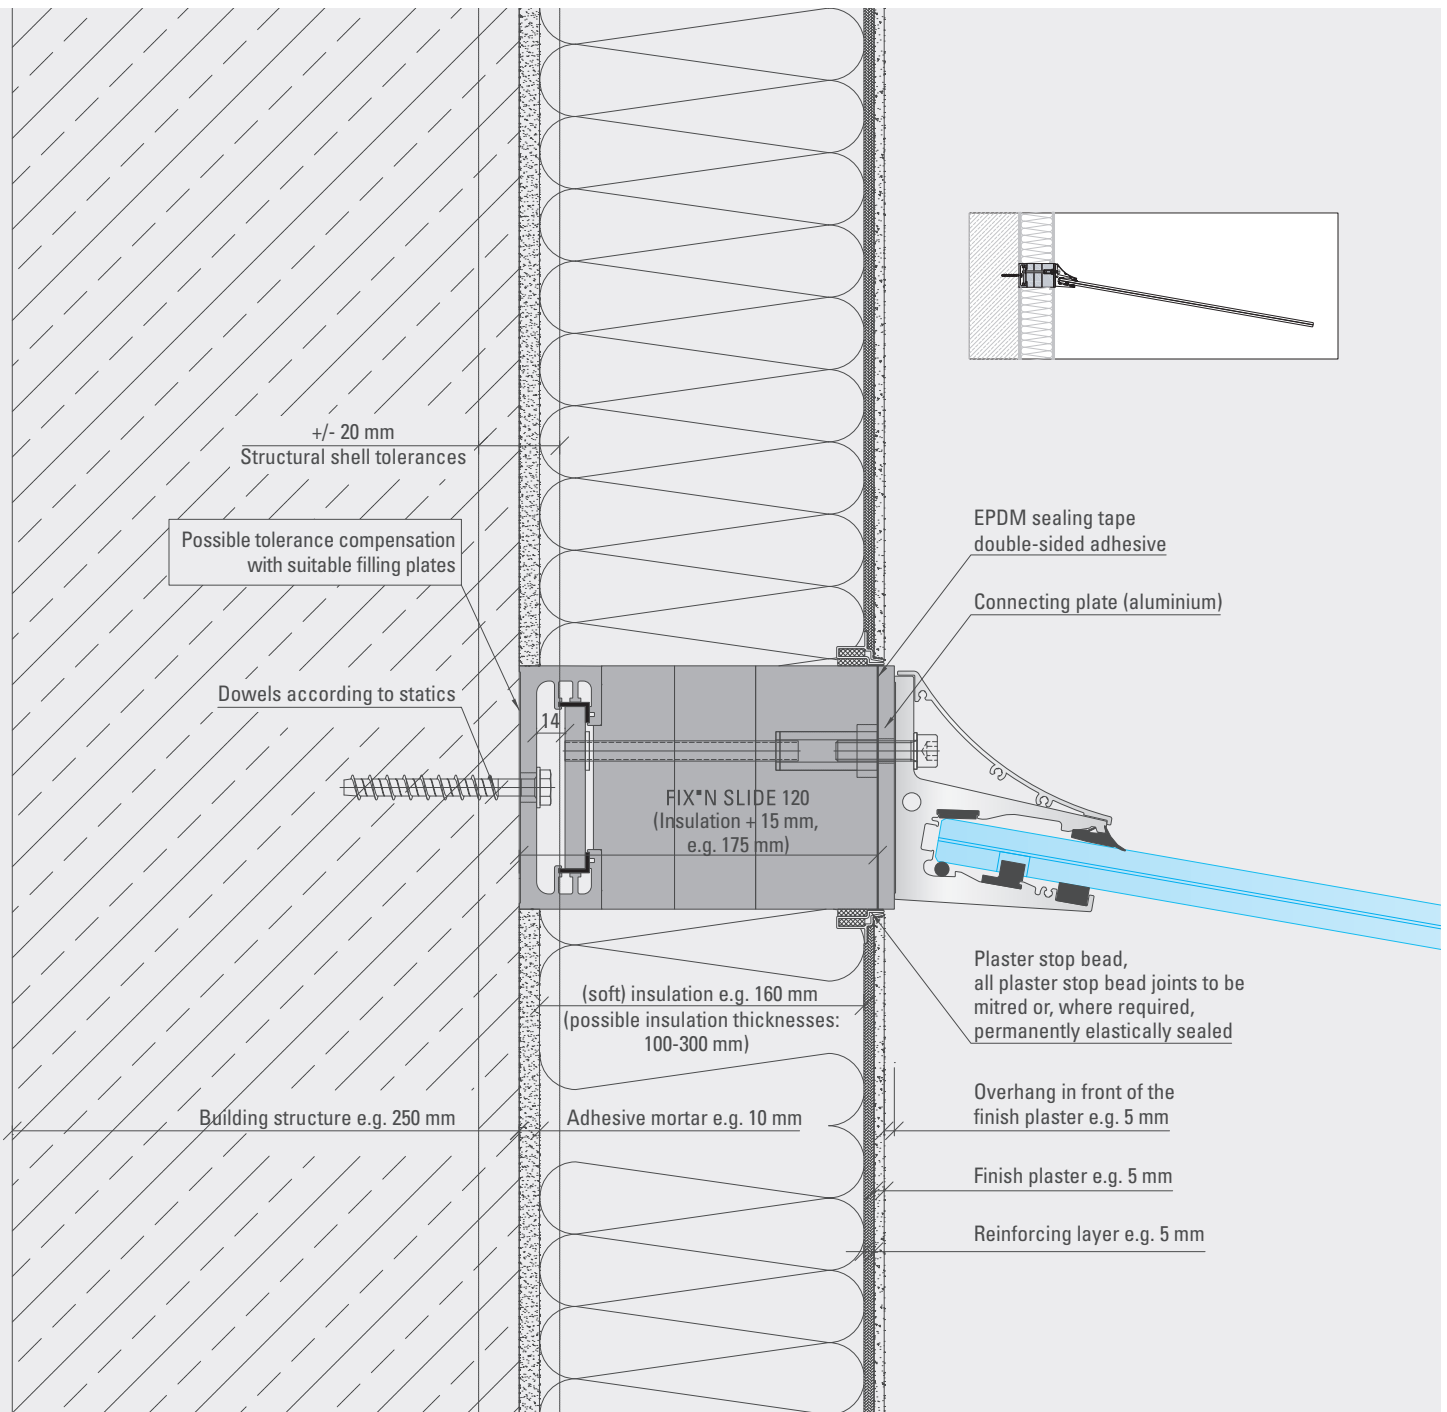 +/- 20 mm
Structural shell tolerances
Possible tolerance compensation
with suitable filling plates
EPDM sealing tape
double-sided adhesive
Connecting plate (aluminium)
Dowels according to statics
14
FIX■N SLIDE 120
(Insulation + 15 mm,
e.g. 175 mm)
Plaster stop bead,
all plaster stop bead joints to be
mitred or, where required,
permanently elastically sealed
(soft) insulation e.g. 160 mm
(possible insulation thicknesses:
100-300 mm)
Overhang in front of the
finish plaster e.g. 5 mm
Building structure e.g. 250 mm
Adhesive mortar e.g. 10 mm
Finish plaster e.g. 5 mm
Reinforcing layer e.g. 5 mm